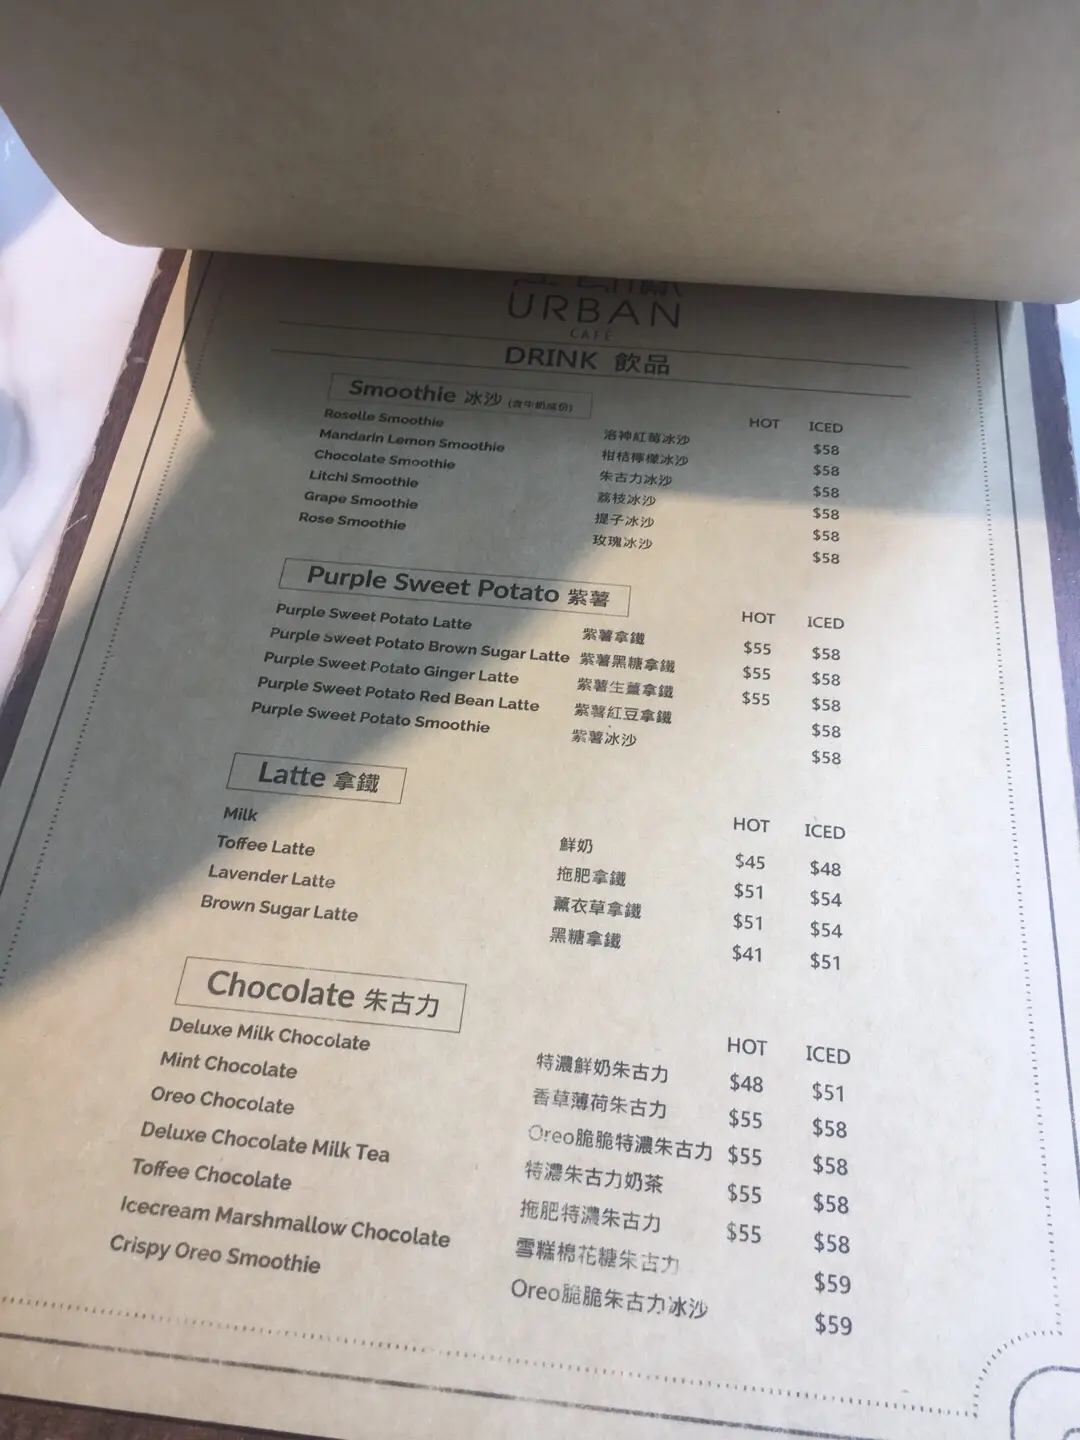 URBAN
CAFÉ
DRINK 飲品
Smoothie 冰沙 (含牛奶成份)
HOT ICED
Roselle Smoothie 洛神紅莓冰沙 $58
Mandarin Lemon Smoothie 柑桔檸檬冰沙 $58
Chocolate Smoothie 朱古力冰沙 $58
Litchi Smoothie 荔枝冰沙 $58
Grape Smoothie 提子冰沙 $58
Rose Smoothie 玫瑰冰沙 $58
Purple Sweet Potato 紫薯
HOT ICED
Purple Sweet Potato Latte 紫薯拿鐵 $55 $58
Purple Sweet Potato Brown Sugar Latte 紫薯黑糖拿鐵 $55 $58
Purple Sweet Potato Ginger Latte 紫薯生薑拿鐵 $55 $58
Purple Sweet Potato Red Bean Latte 紫薯紅豆拿鐵 $58
Purple Sweet Potato Smoothie 紫薯冰沙 $58
Latte 拿鐵
HOT ICED
Milk 鮮奶 $45 $48
Toffee Latte 拖肥拿鐵 $51 $54
Lavender Latte 薰衣草拿鐵 $51 $54
Brown Sugar Latte 黑糖拿鐵 $41 $51
Chocolate 朱古力
HOT ICED
Deluxe Milk Chocolate 特濃鮮奶朱古力 $48 $51
Mint Chocolate 香草薄荷朱古力 $55 $58
Oreo Chocolate Oreo脆脆特濃朱古力 $55 $58
Deluxe Chocolate Milk Tea 特濃朱古力奶茶 $55 $58
Toffee Chocolate 拖肥特濃朱古力 $55 $58
Icecream Marshmallow Chocolate 雪糕棉花糖朱古力 $59
Crispy Oreo Smoothie Oreo脆脆朱古力冰沙 $59